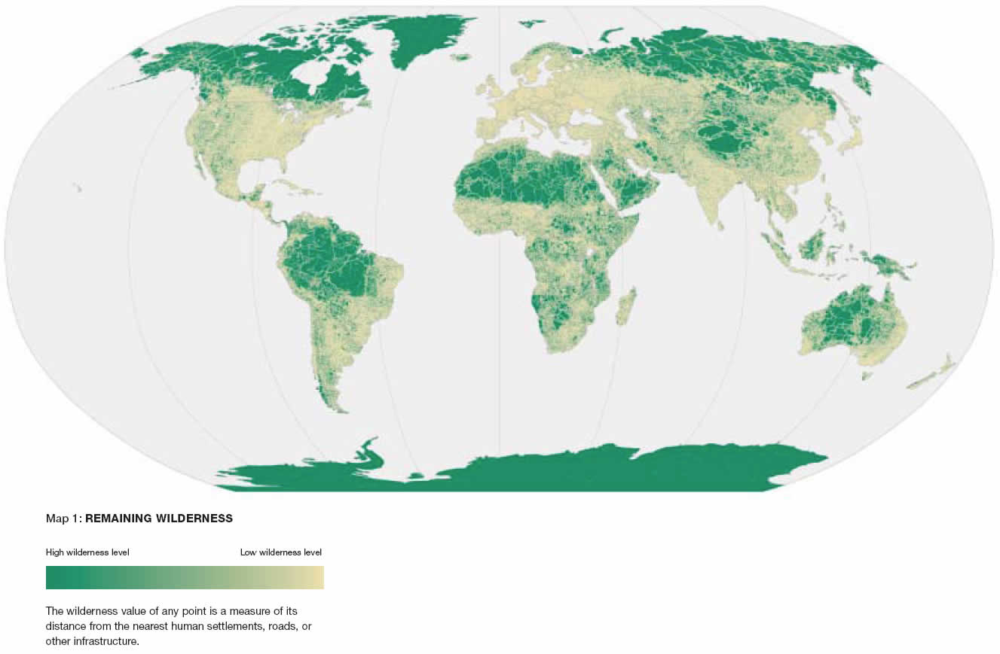 Map 1: REMAINING WILDERNESS
High wilderness level
Low wilderness level
The wilderness value of any point is a measure of its
distance from the nearest human settlements, roads, or
other infrastructure.